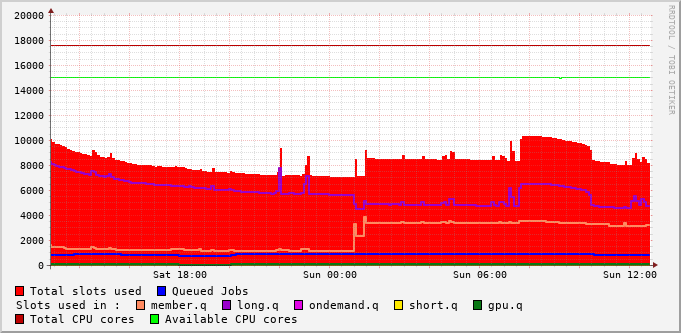 RRDTOOL / TOBI OETIKER
20000
18000
16000
14000
12000
10000
8000
6000
4000
2000
0
Sat 18:00 Sun 00:00 Sun 06:00 Sun 12:00
Total slots used Queued Jobs
Slots used in : member.q long.q ondemand.q short.q gpu.q
Total CPU cores Available CPU cores